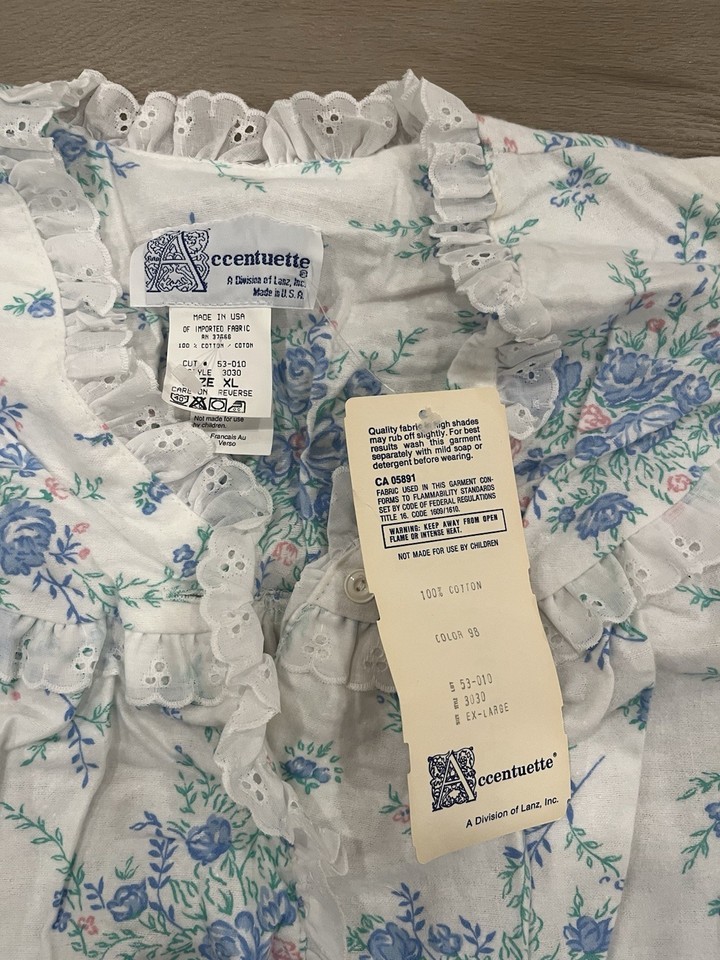 Accentuette®
A Division of Lanz, Inc.
Made in U.S.A.
MADE IN USA
OF IMPORTED FABRIC
RN 37666
100 % COTTON / COTON
CUT 53-010
3030
XL
REVERSE
Not made for use
by children.
Francais Au
Verso
Quality fabric high shades
may rub off slightly. For best
results wash this garment
separately with mild soap or
detergent before wearing.
CA 05891
FABRIC USED IN THIS GARMENT CON-
FORMS TO FLAMMABILITY STANDARDS
SET BY CODE OF FEDERAL REGULATIONS
TITLE 16, CODE 1609/1610.
WARNING: KEEP AWAY FROM OPEN
FLAME OR INTENSE HEAT.
NOT MADE FOR USE BY CHILDREN
100% COTTON
COLOR 98
53-010
3030
EX-LARGE
Accentuette®
A Division of Lanz, Inc.